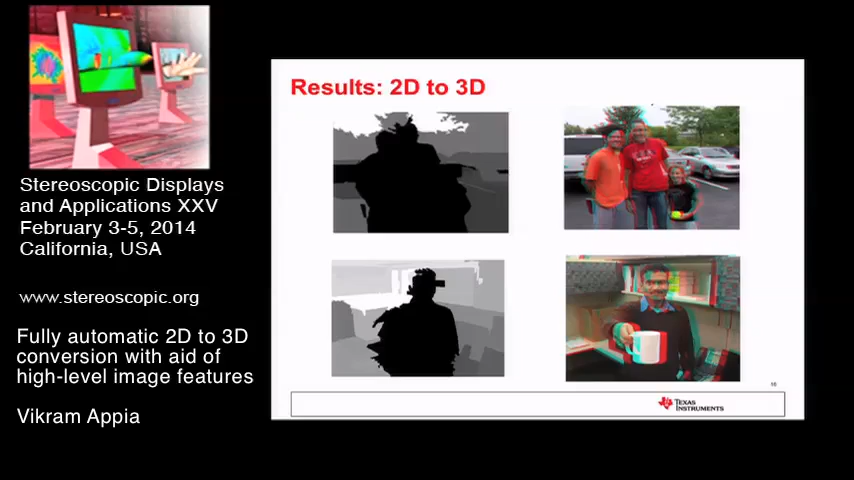 Stereoscopic Displays
and Applications XXV
February 3-5, 2014
California, USA
www.stereoscopic.org
Fully automatic 2D to 3D
conversion with aid of
high-level image features
Vikram Appia
Results: 2D to 3D
TEXAS
INSTRUMENTS